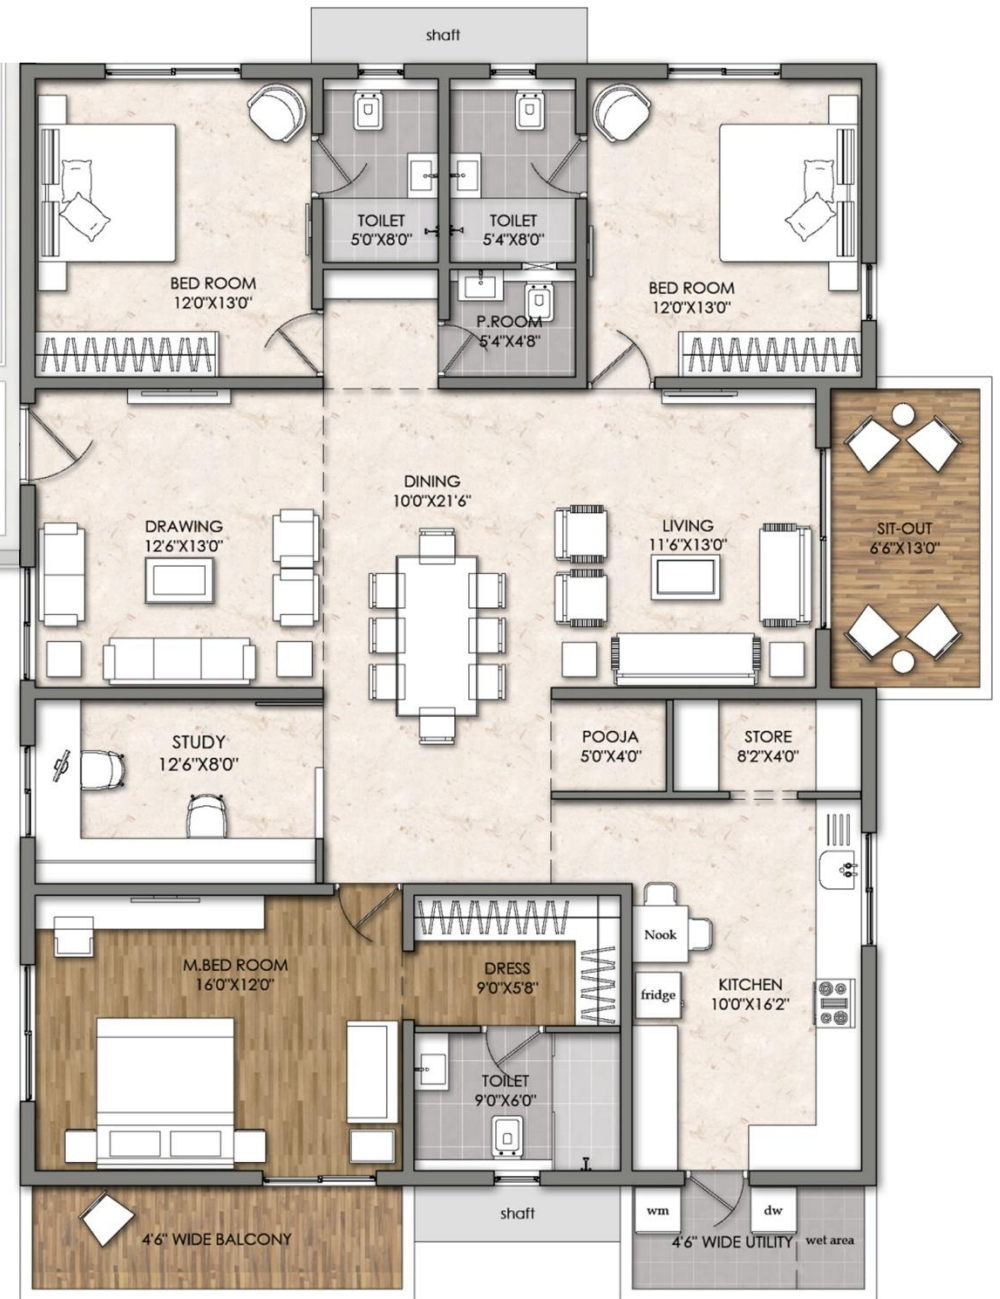 shaft
TOILET
5'0"X8'0"
TOILET
5'4"X8'0"
BED ROOM
12'0"X13'0"
BED ROOM
12'0"X13'0"
P.ROOM
5'4"X4'8"
DINING
10'0"X21'6"
DRAWING
12'6"X13'0"
LIVING
11'6"X13'0"
SIT-OUT
6'6"X13'0"
STUDY
12'6"X8'0"
POOJA
5'0"X4'0"
STORE
8'2"X4'0"
Nook
M.BED ROOM
16'0"X12'0"
DRESS
9'0"X5'8"
fridge
KITCHEN
10'0"X16'2"
TOILET
9'0"X6'0"
shaft
wm
dw
4'6" WIDE BALCONY
4'6" WIDE UTILITY
wet area